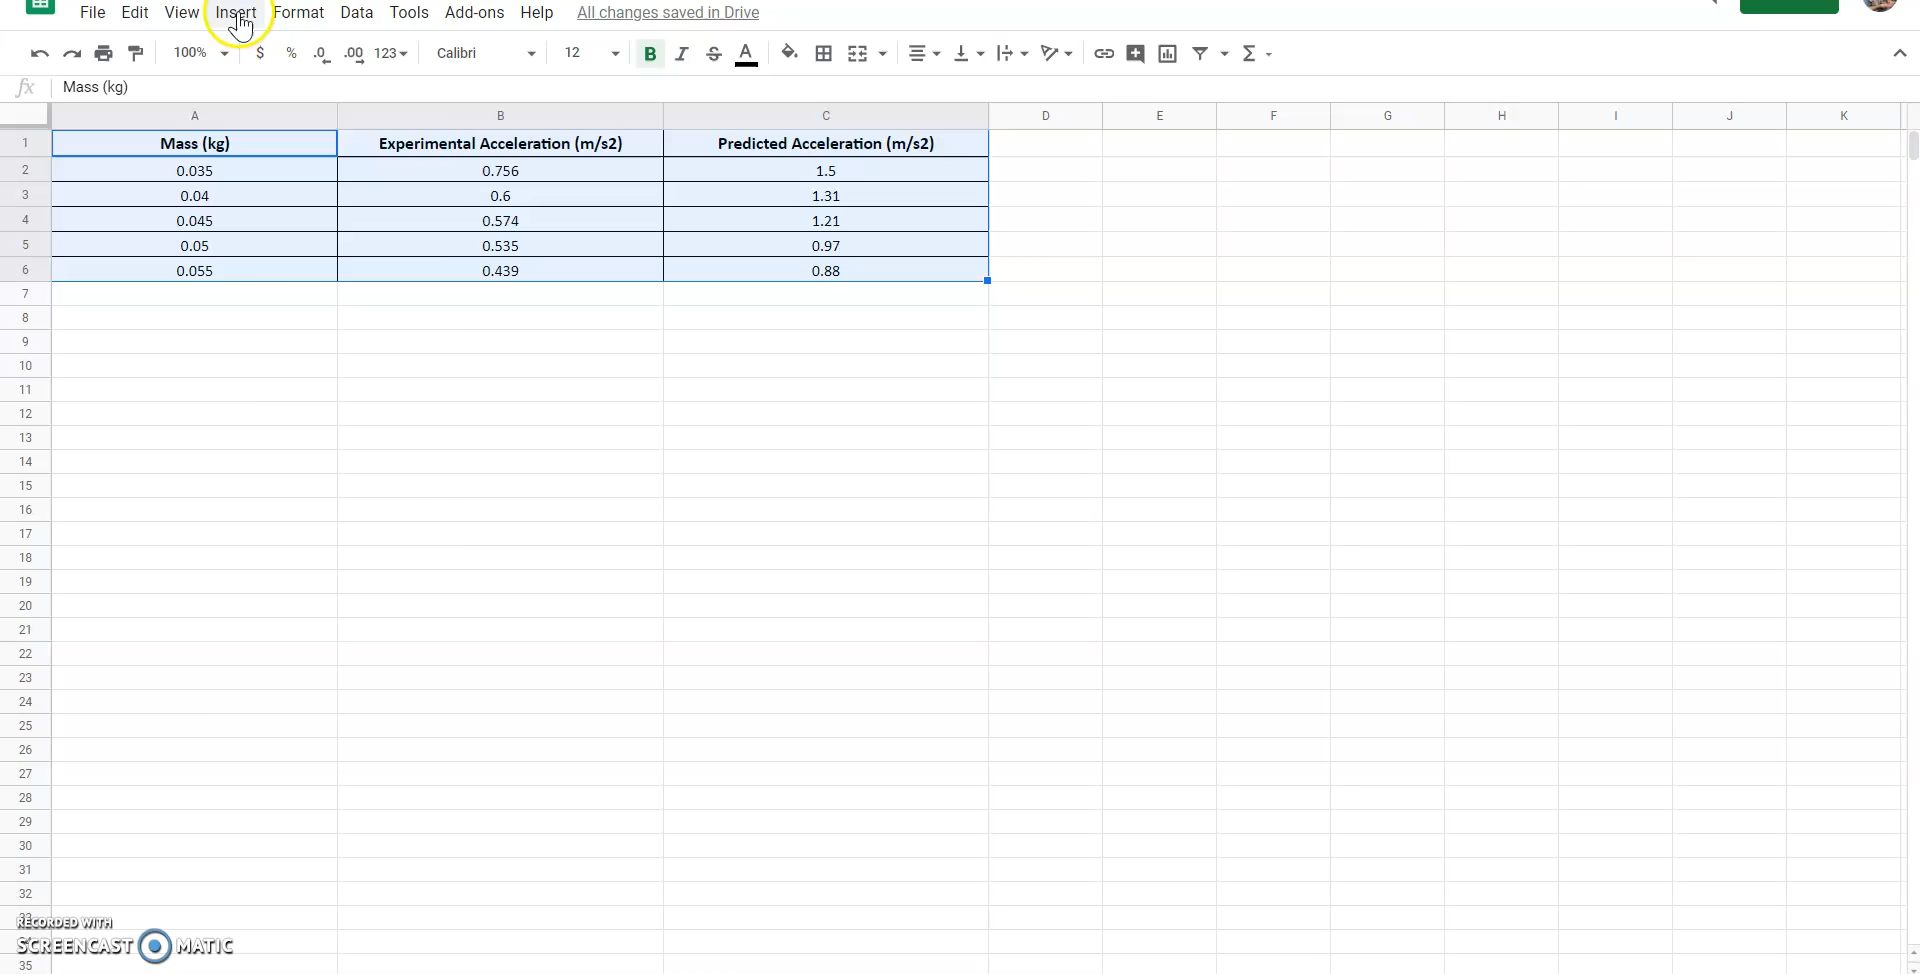 File Edit View Insert Format Data Tools Add-ons Help All changes saved in Drive
100% $ % .0 .00 123 Calibri 12 B I S A
fx Mass (kg)
A B C D E F G H I J K
1 Mass (kg) Experimental Acceleration (m/s2) Predicted Acceleration (m/s2)
2 0.035 0.756 1.5
3 0.04 0.6 1.31
4 0.045 0.574 1.21
5 0.05 0.535 0.97
6 0.055 0.439 0.88
7
8
9
10
11
12
13
14
15
16
17
18
19
20
21
22
23
24
25
26
27
28
29
30
31
32
RECORDED WITH
SCREENCAST MATIC
35